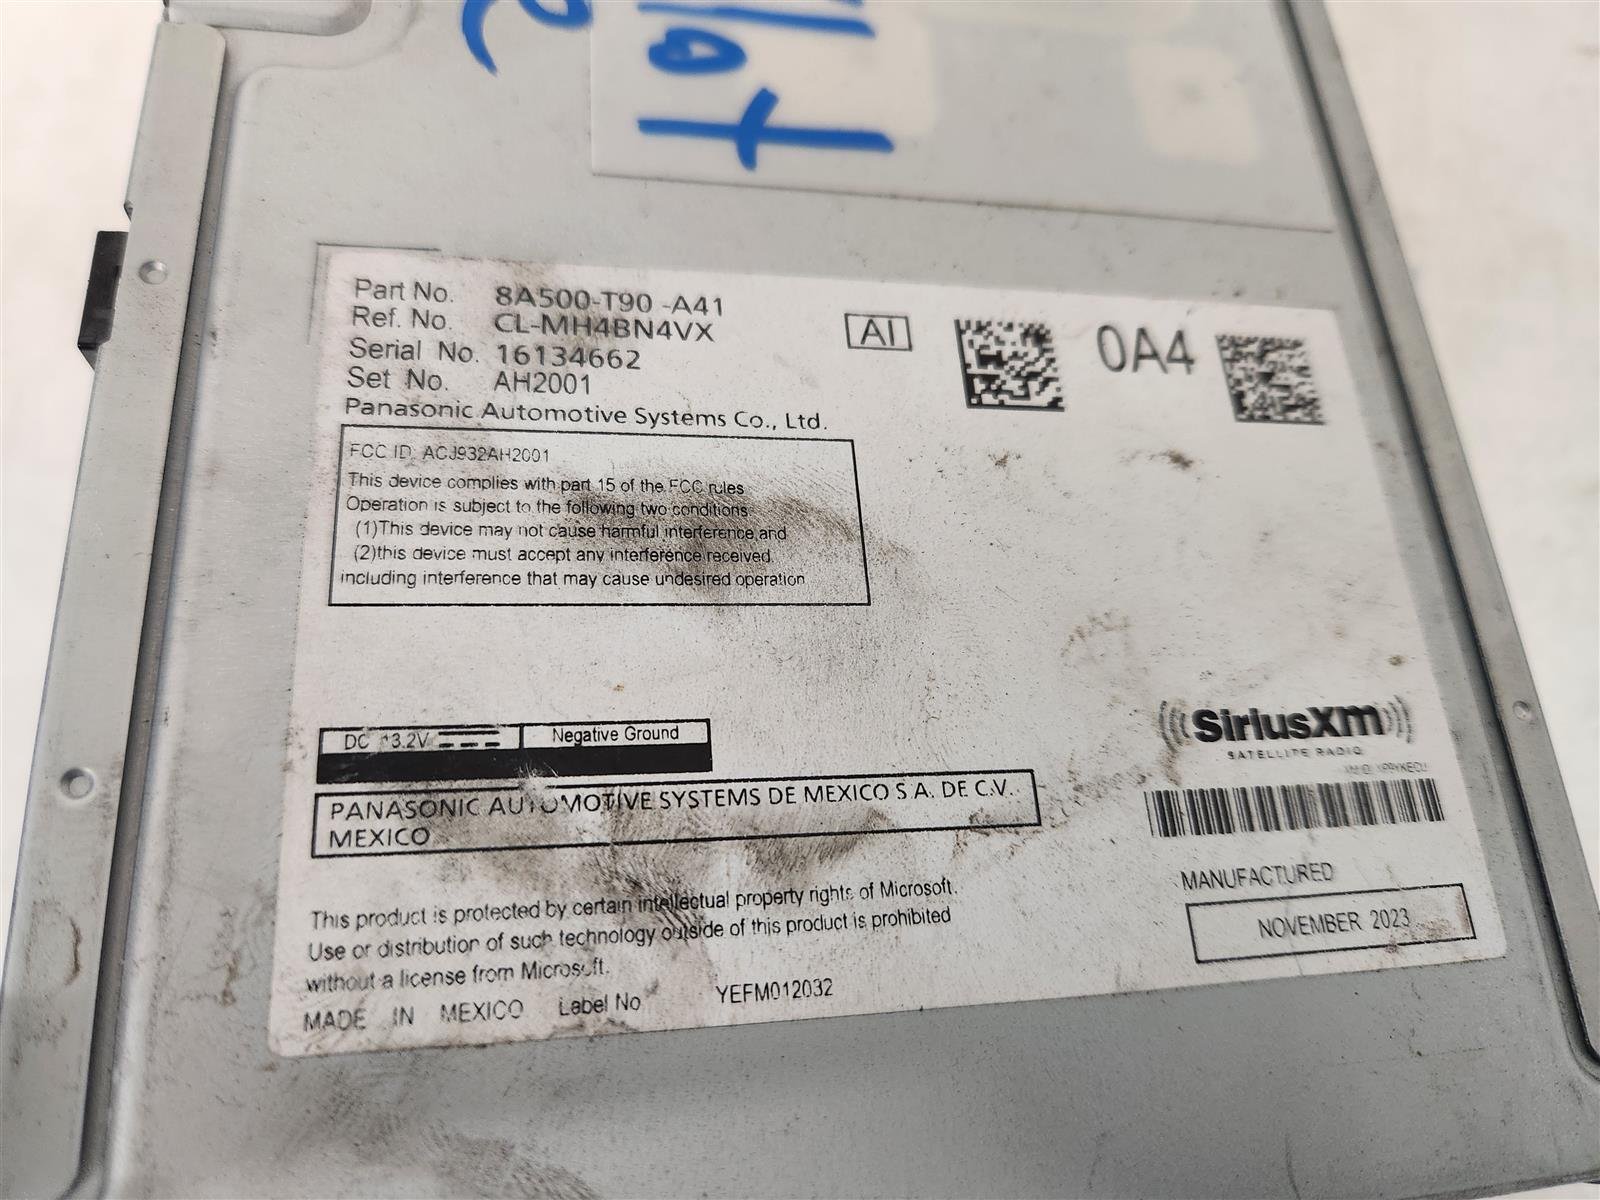 2
llot
Part No. 8A500-T90 -A41
Ref. No. CL-MH4BN4VX
Serial No. 16134662
Set No. AH2001
Panasonic Automotive Systems Co., Ltd.
AI
0A4
FCC ID: ACJ932AH2001
This device complies with part 15 of the FCC rules
Operation is subject to the following two conditions
(1)This device may not cause harmful interference,and
(2)this device must accept any interference received,
including interference that may cause undesired operation
DC 13.2V Negative Ground
PANASONIC AUTOMOTIVE SYSTEMS DE MEXICO S A. DE C.V.
MEXICO
SiriusXM
SATELLITE RADIO
MANUFACTURED
NOVEMBER 2023
This product is protected by certain intellectual property rights of Microsoft.
Use or distribution of such technology outside of this product is prohibited
without a license from Microsoft.
MADE IN MEXICO Label No YEFM012032